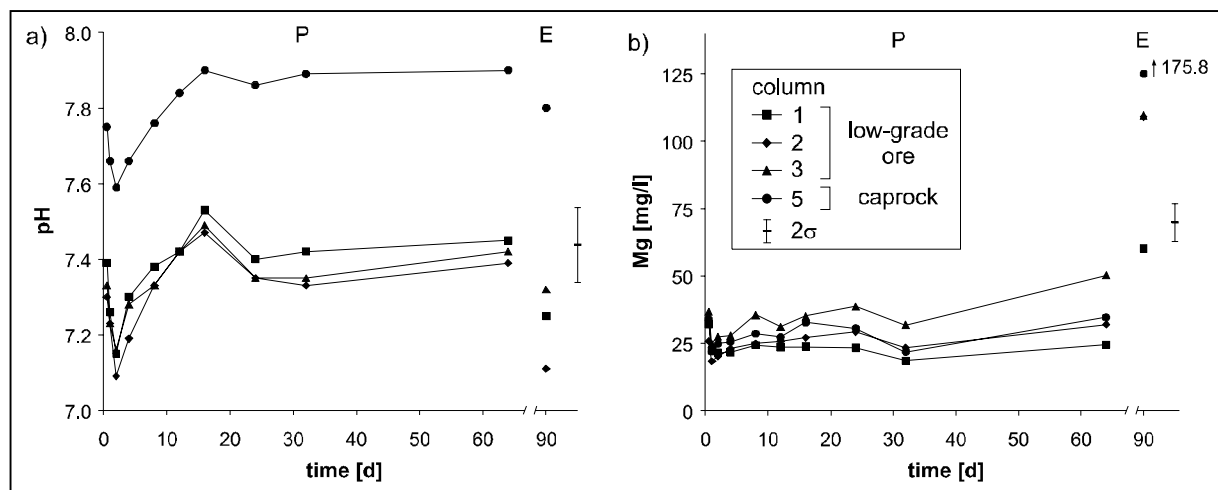 a)
P
E
8.0
7.8
7.6
7.4
7.2
7.0
pH
0
10
20
30
40
50
60
90
time [d]
b)
P
E
125
100
75
50
25
0
Mg [mg/l]
↑ 175.8
column
1
2
3
low-grade
ore
5
caprock
2σ
0
10
20
30
40
50
60
90
time [d]